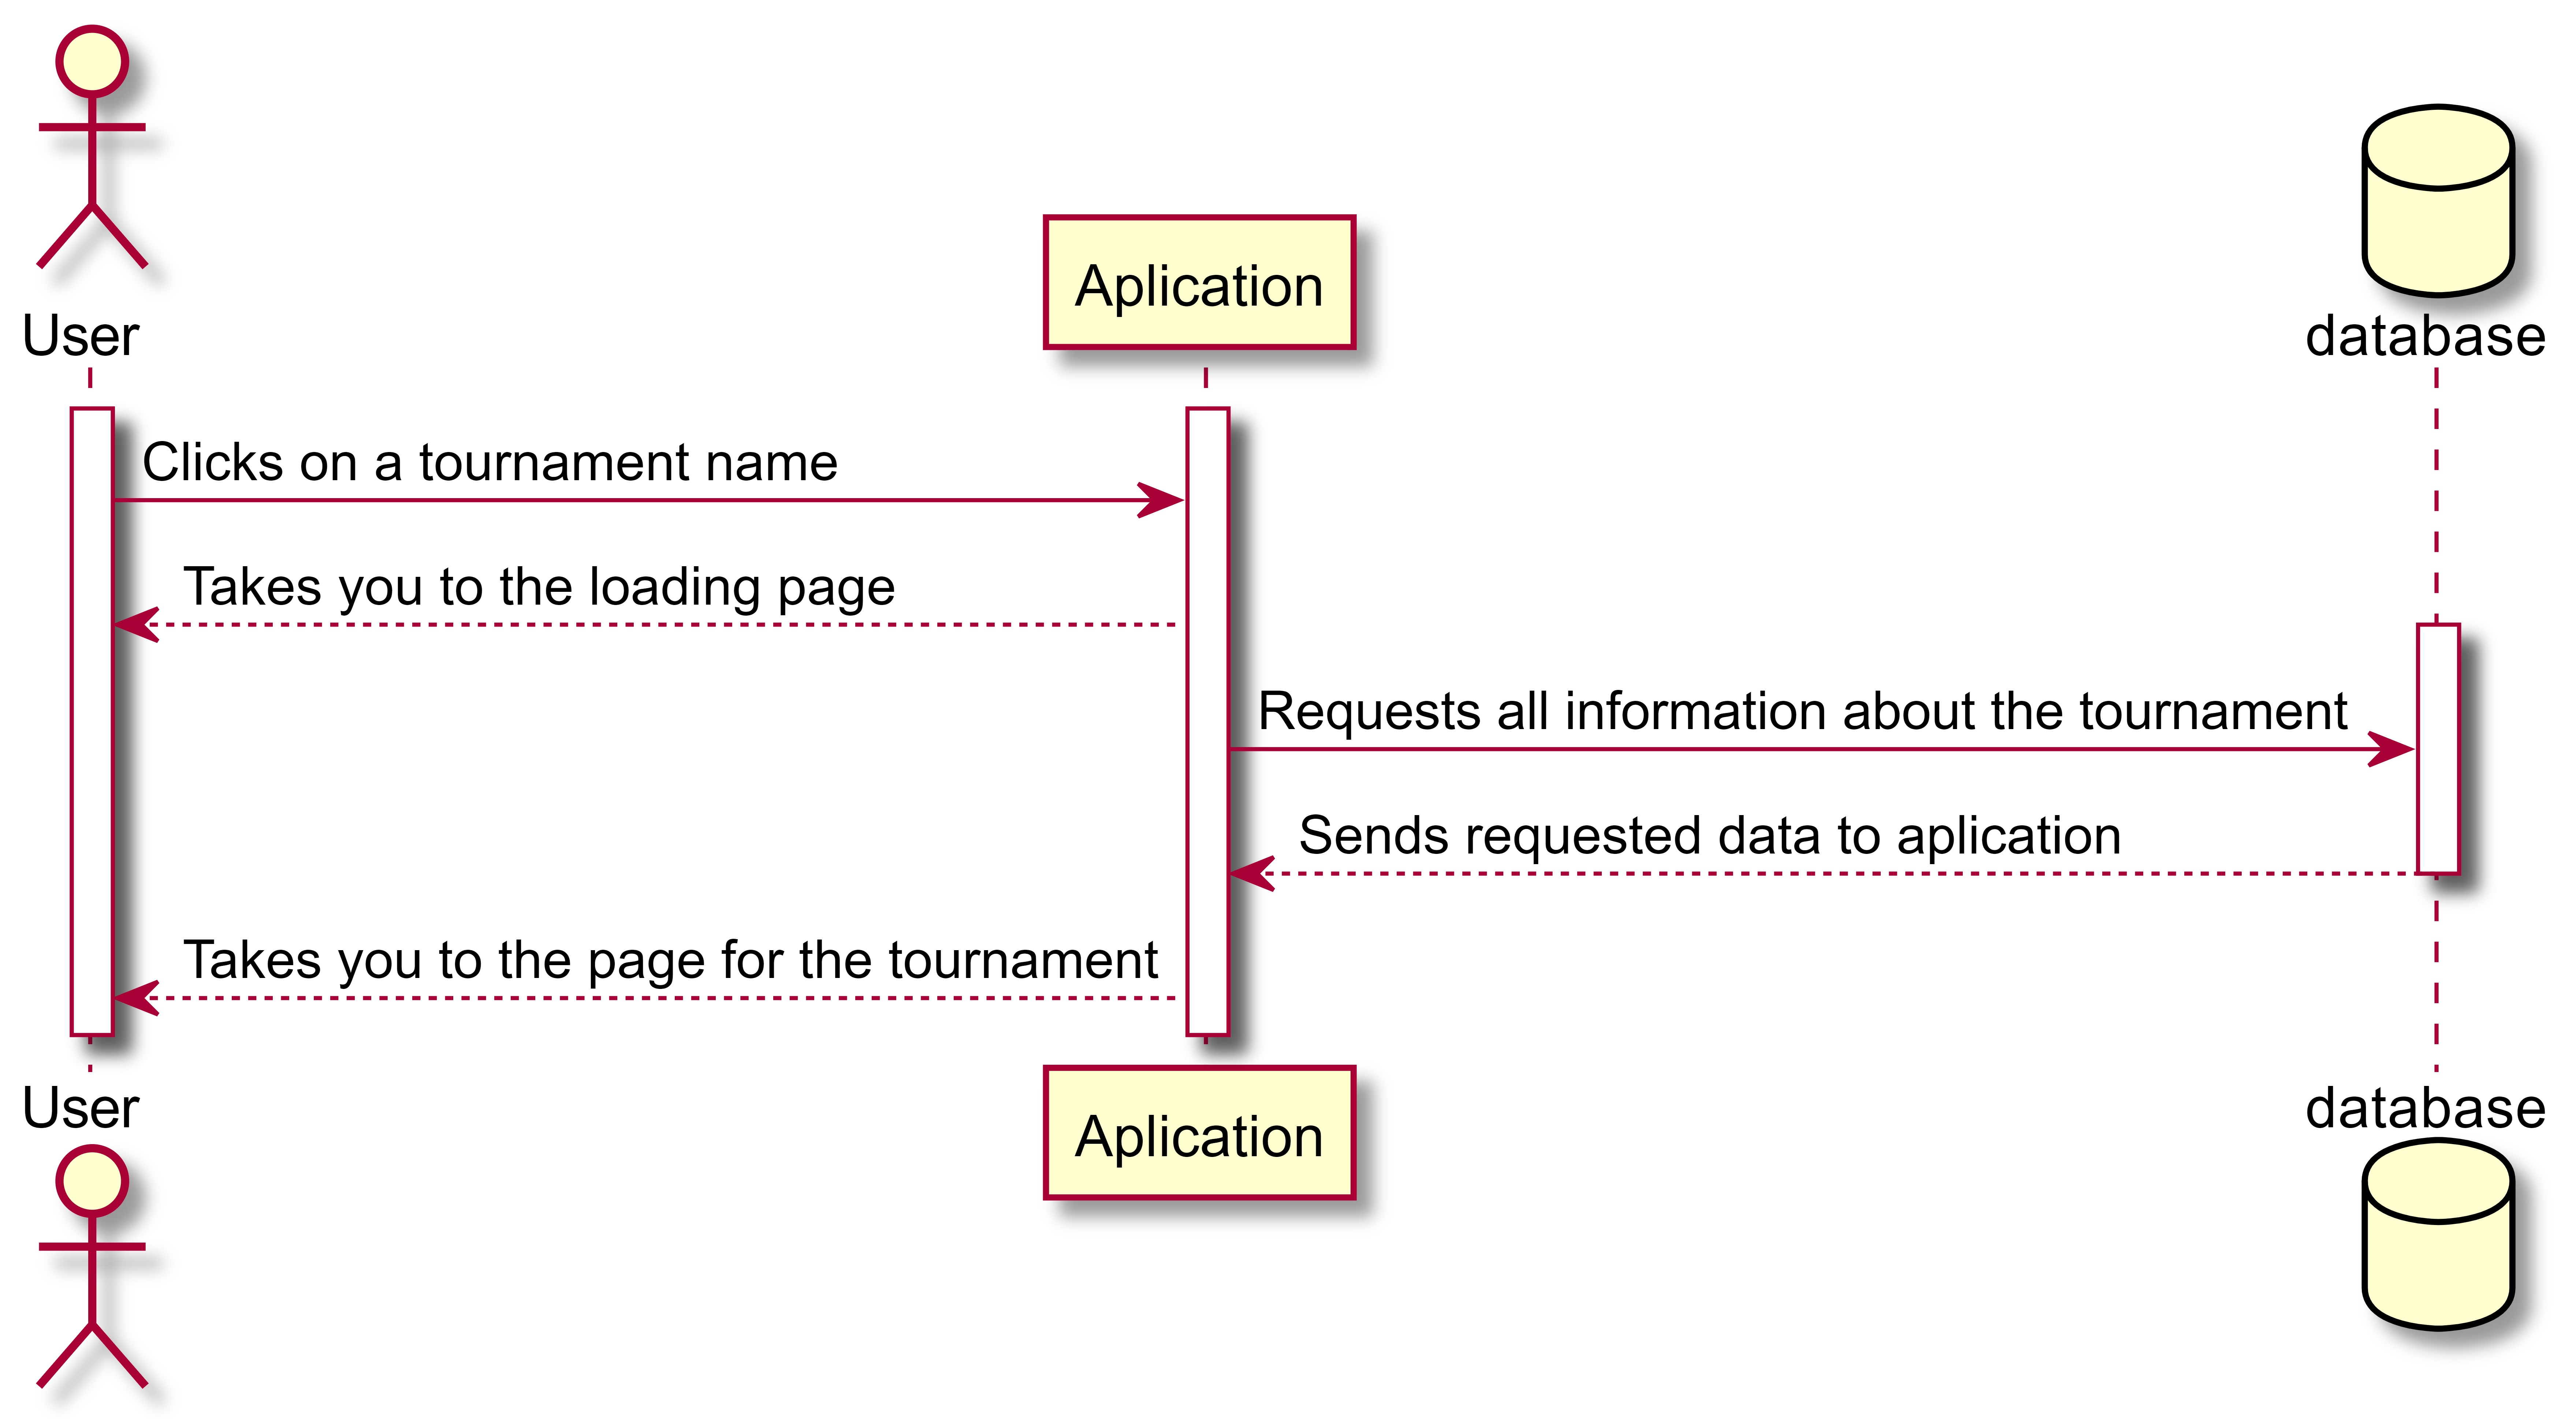 User
Aplication
database
Clicks on a tournament name
Takes you to the loading page
Requests all information about the tournament
Sends requested data to aplication
Takes you to the page for the tournament
User
Aplication
database